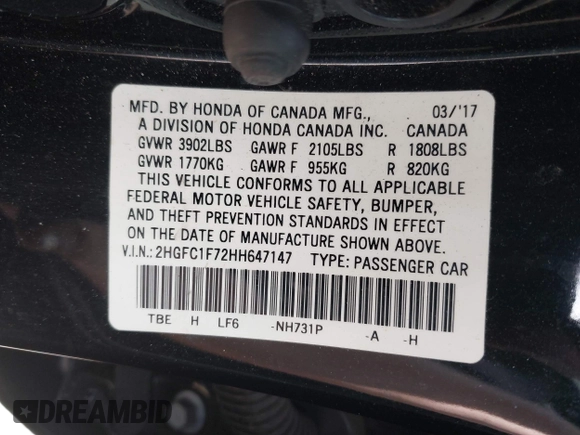 MFD. BY HONDA OF CANADA MFG., 03/'17
A DIVISION OF HONDA CANADA INC. CANADA
GVWR 3902LBS GAWR F 2105LBS R 1808LBS
GVWR 1770KG GAWR F 955KG R 820KG
THIS VEHICLE CONFORMS TO ALL APPLICABLE
FEDERAL MOTOR VEHICLE SAFETY, BUMPER,
AND THEFT PREVENTION STANDARDS IN EFFECT
ON THE DATE OF MANUFACTURE SHOWN ABOVE.
V.I.N.: 2HGFC1F72HH647147 TYPE: PASSENGER CAR
TBE H LF6 -NH731P -A -H
DREAMBID